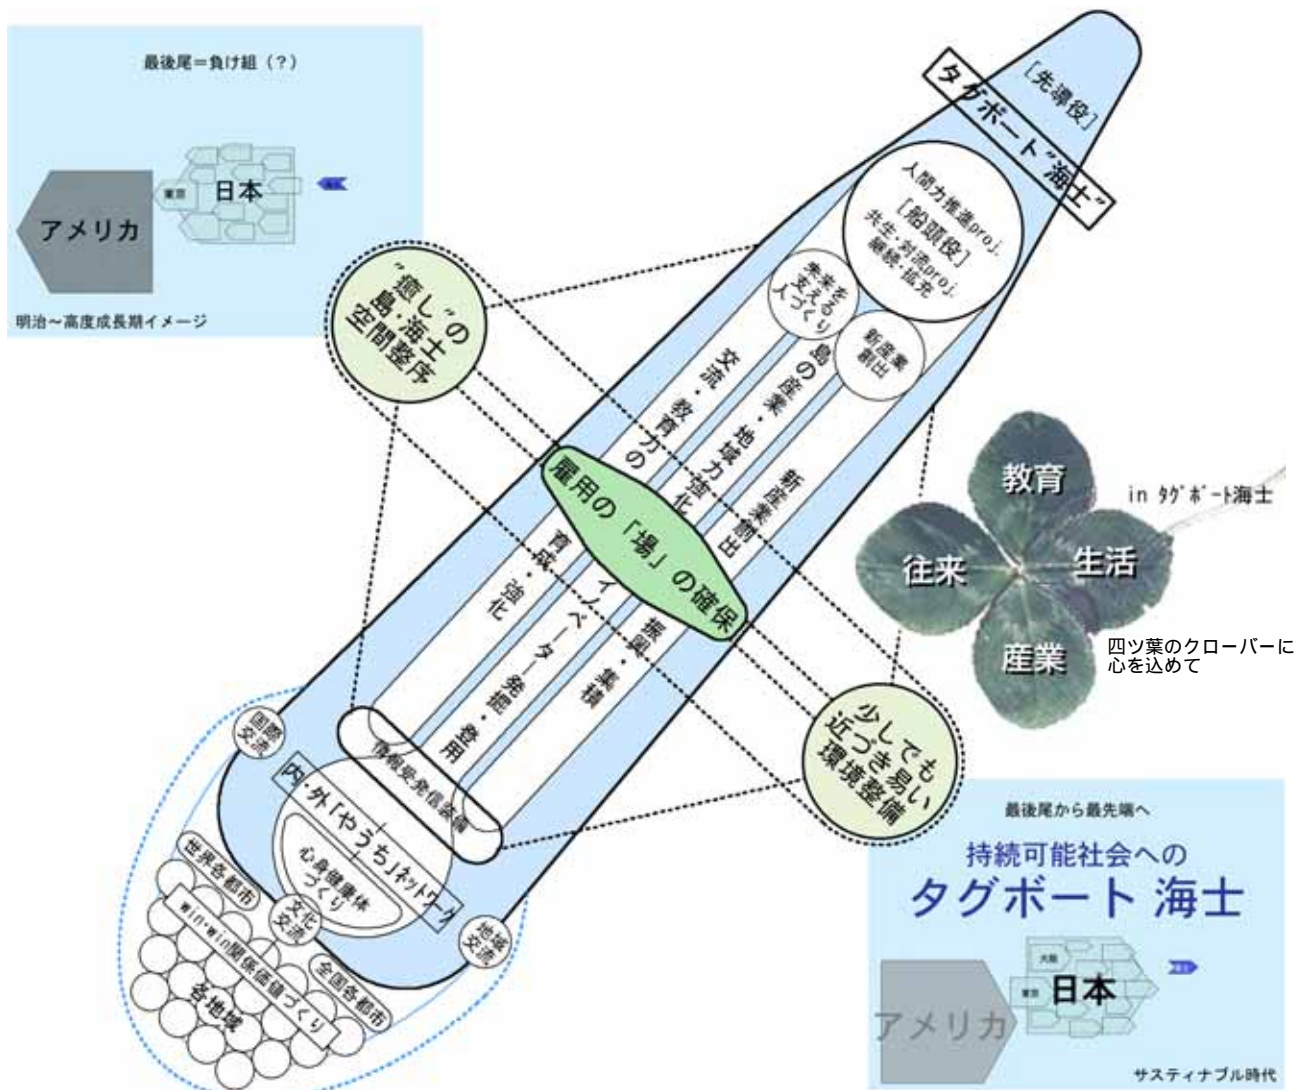 最後尾=負け組（？）
東京
日本
アメリカ
明治～高度成長期イメージ
[先導役]
タグボート"海士"
人間力推進proj.
[船頭役]
共生・対流proj.
継続・拡充
未来を
支える
人づくり
新産業
創出
"癒し"の
島・海士
空間整序
交流・教育力の
育成・強化
島の産業・地域力強化
イノベーター発掘・登用
新産業創出
振興・集積
雇用の「場」の確保
教育
in ﾀｸﾞﾎﾞｰﾄ海士
往来
生活
産業
四ツ葉のクローバーに
心を込めて
少しでも
近づき易い
環境整備
国際
交流
情報受発信装備
内・外「やうち」ネットワーク
心身健康体
づくり
世界各都市
文化
交流
地域
交流
win-win関係価値づくり
全国各都市
各地域
最後尾から最先端へ
持続可能社会への
タグボート 海士
大阪
東京
日本
アメリカ
サスティナブル時代